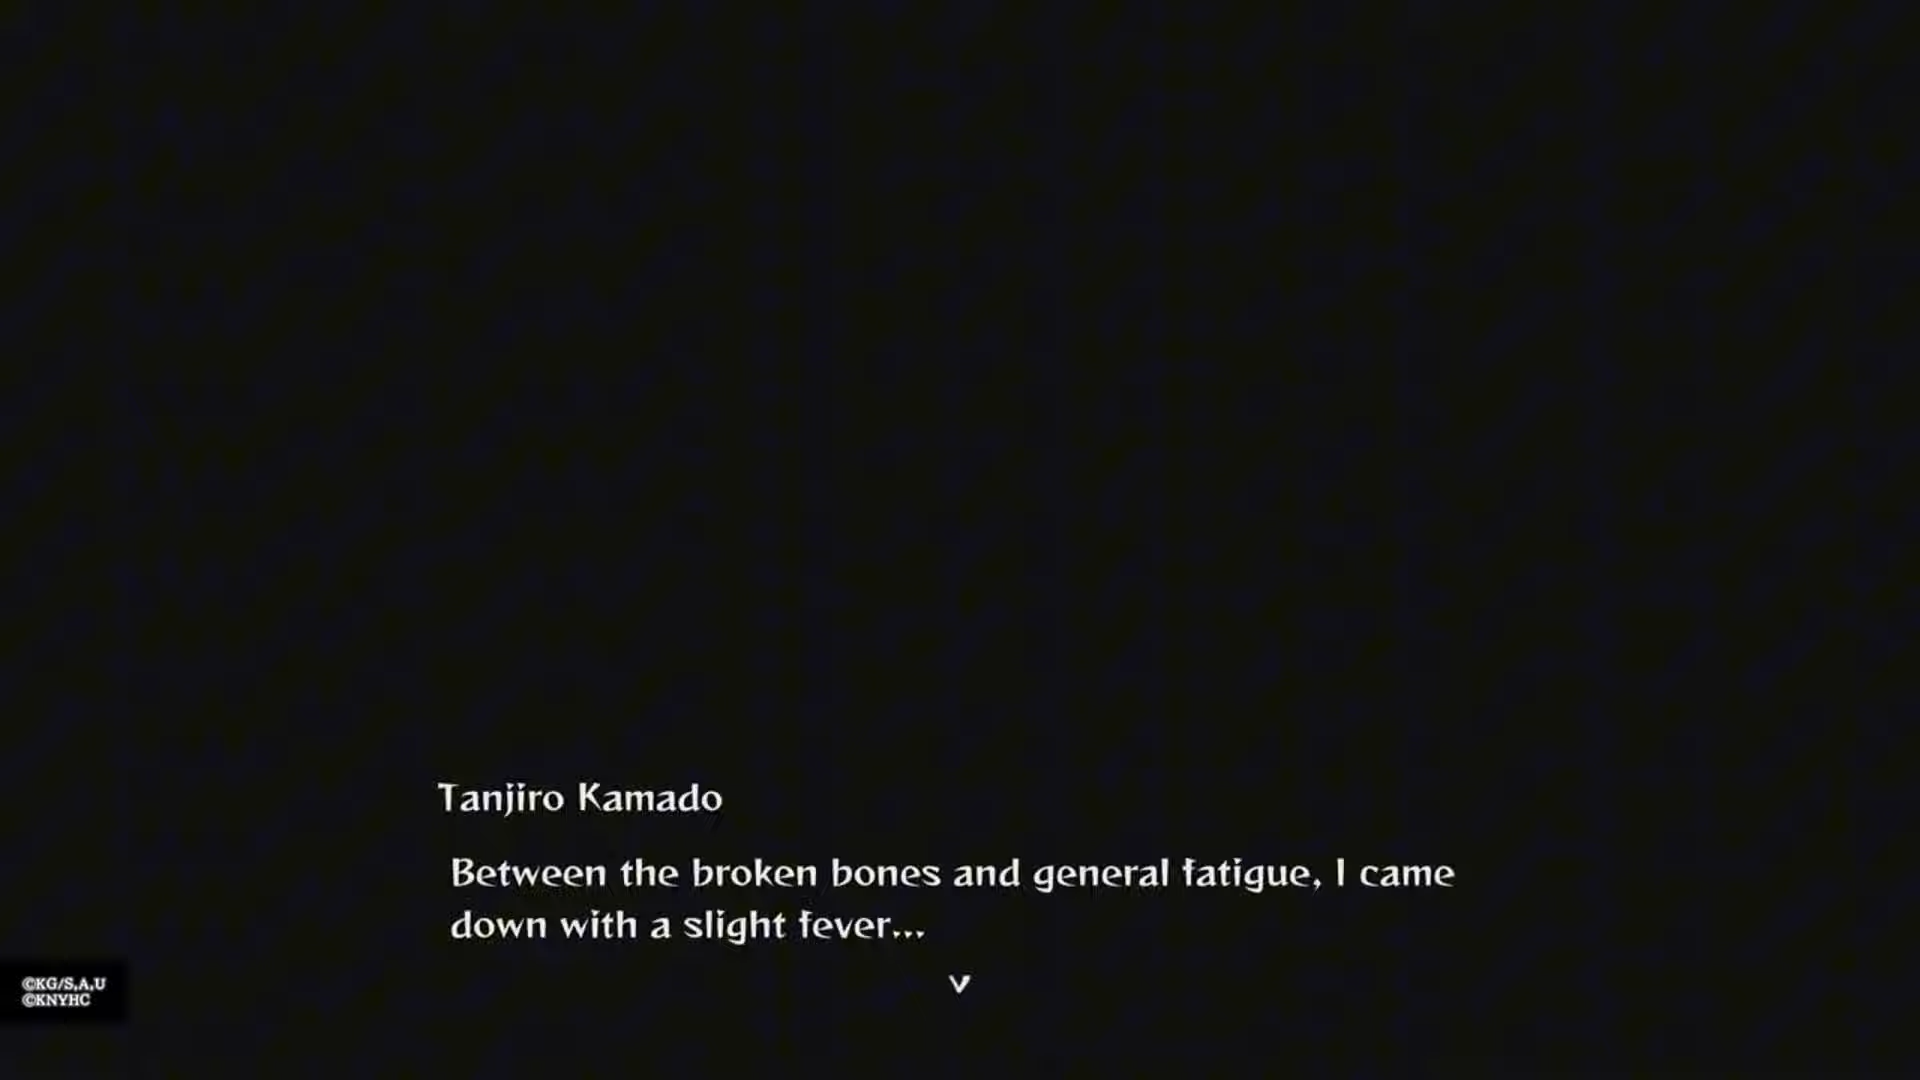 Tanjiro Kamado
Between the broken bones and general fatigue, I came
down with a slight fever...
©KG/S,A,U
©KNYHC